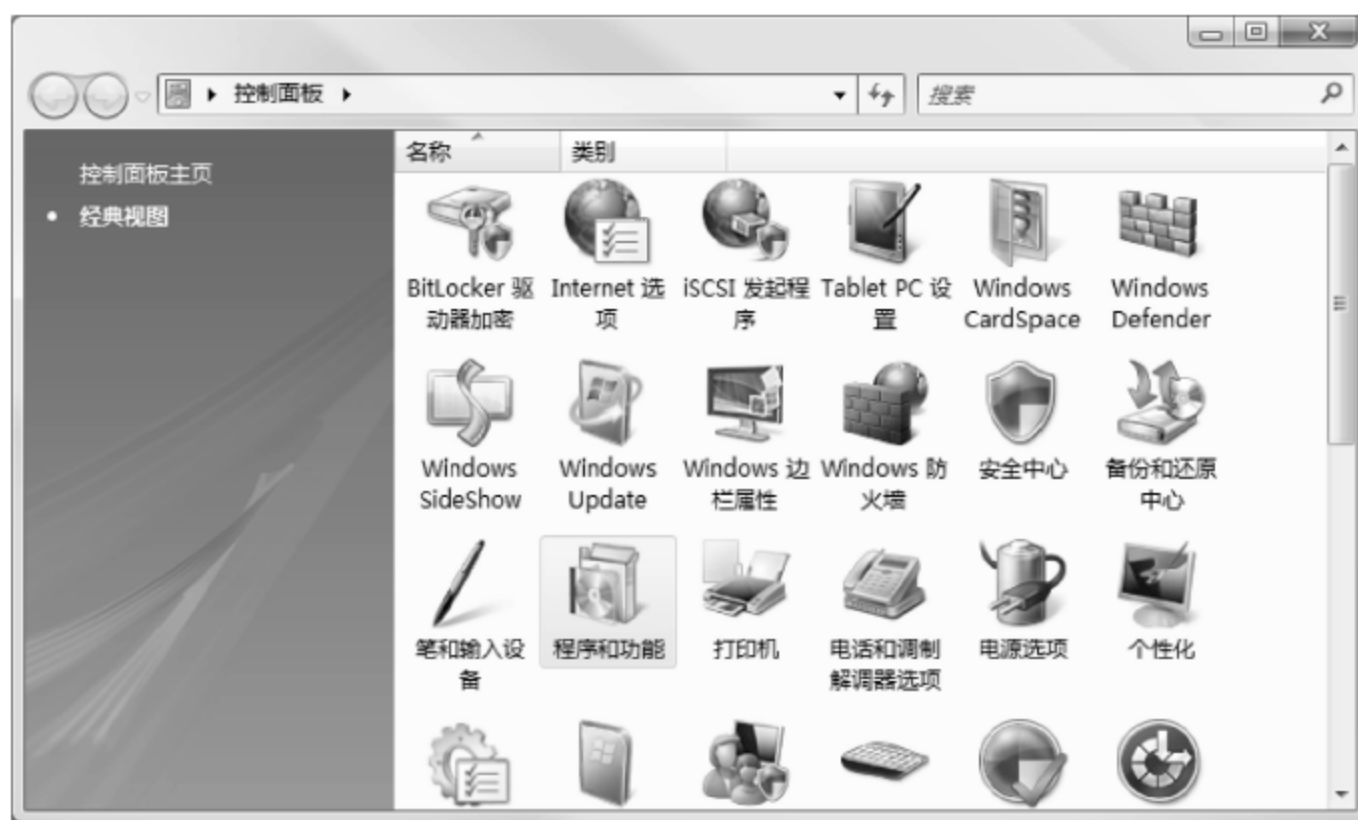 控制面板
搜索
控制面板主页
• 经典视图
名称
类别
BitLocker 驱
动器加密
Internet 选
项
iSCSI 发起程
序
Tablet PC 设
置
Windows
CardSpace
Windows
Defender
Windows
SideShow
Windows
Update
Windows 边
栏属性
Windows 防
火墙
安全中心
备份和还原
中心
笔和输入设
备
程序和功能
打印机
电话和调制
解调器选项
电源选项
个性化